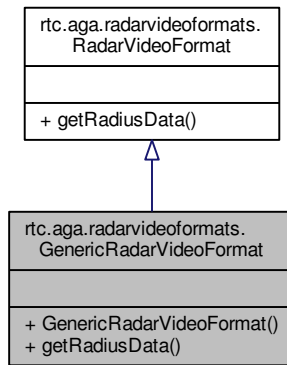 rtc.aga.radarvideoformats.
RadarVideoFormat
+ getRadiusData()
rtc.aga.radarvideoformats.
GenericRadarVideoFormat
+ GenericRadarVideoFormat()
+ getRadiusData()